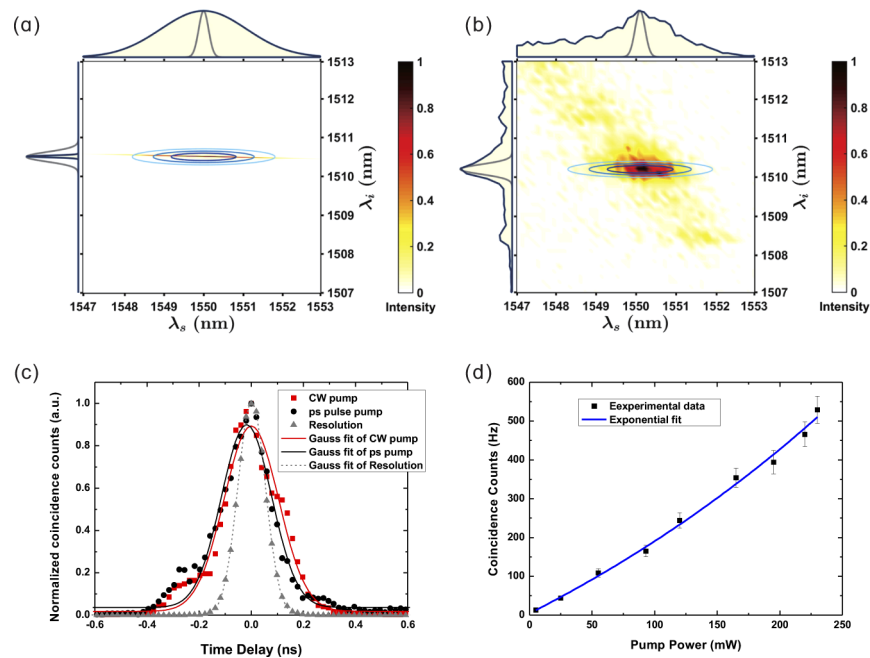 (a)
1513
1512
1511
1510
1509
1508
1507
λi (nm)
1547 1548 1549 1550 1551 1552 1553
λs (nm)
1
0.8
0.6
0.4
0.2
0
Intensity
(b)
1513
1512
1511
1510
1509
1508
1507
λi (nm)
1547 1548 1549 1550 1551 1552 1553
λs (nm)
1
0.8
0.6
0.4
0.2
0
Intensity
(c)
Normalized coincidence counts (a.u.)
1.0
0.8
0.6
0.4
0.2
0.0
-0.6 -0.4 -0.2 0.0 0.2 0.4 0.6
Time Delay (ns)
CW pump
ps pulse pump
Resolution
Gauss fit of CW pump
Gauss fit of ps pump
Gauss fit of Resolution
(d)
Coincidence Counts (Hz)
600
500
400
300
200
100
0
0 50 100 150 200 250
Pump Power (mW)
Eexperimental data
Exponential fit